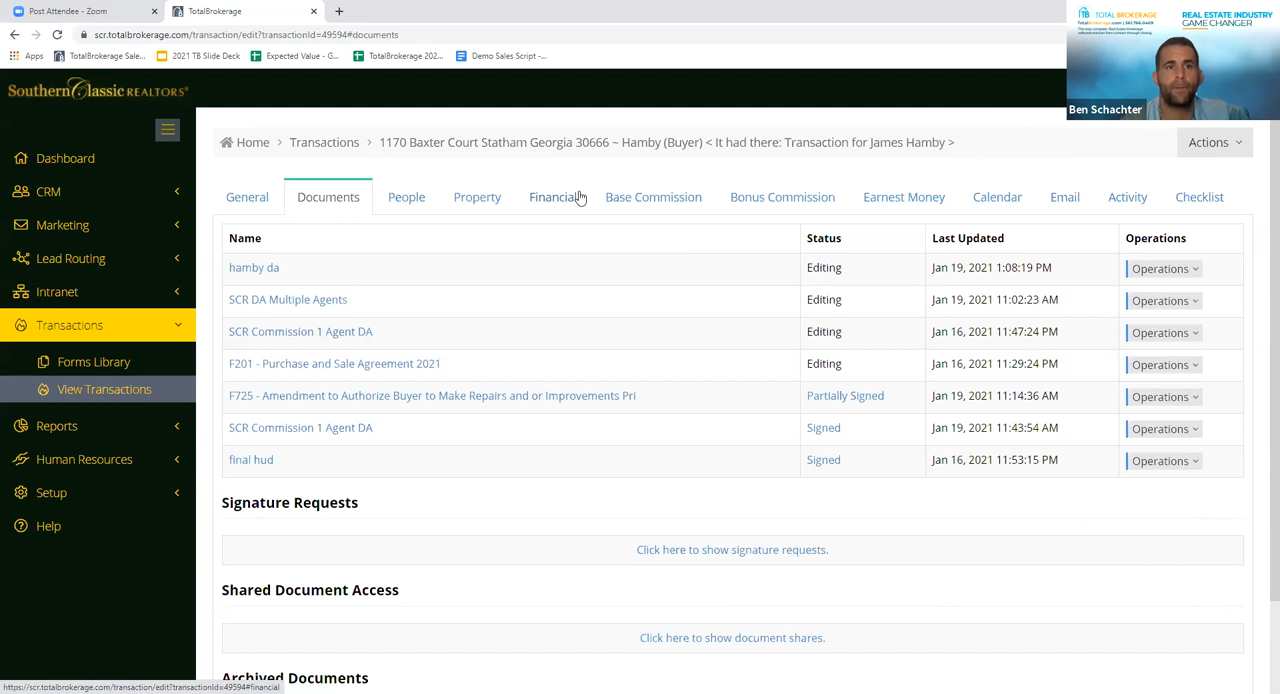 Post Attendee - Zoom
TotalBrokerage
scr.totalbrokerage.com/transaction/edit?transactionId=49594#docum
Apps
TotalBrokerage Sale...
2021 TB Slide Deck
Expected Value - G...
TotalBrokerage 202...
Demo Sales Script -...
TOTAL BROKERAGE
TotalBrokerage.com | 561.766.0409
REAL ESTATE INDUSTRY
GAME CHANGER
Ben Schachter
Southern Classic REALTORS®
Home > Transactions > 1170 Baxter Court Statham Georgia 30666 ~ Hamby (Buyer) < It had there: Transaction for James Hamby >
Actions
Dashboard
CRM
Marketing
Lead Routing
Intranet
Transactions
Forms Library
View Transactions
Reports
Human Resources
Setup
Help
General Documents People Property Financial Base Commission Bonus Commission Earnest Money Calendar Email Activity Checklist
Name Status Last Updated Operations
hamby da Editing Jan 19, 2021 1:08:19 PM Operations
SCR DA Multiple Agents Editing Jan 19, 2021 11:02:23 AM Operations
SCR Commission 1 Agent DA Editing Jan 16, 2021 11:47:24 PM Operations
F201 - Purchase and Sale Agreement 2021 Editing Jan 16, 2021 11:29:24 PM Operations
F725 - Amendment to Authorize Buyer to Make Repairs and or Improvements Pri Partially Signed Jan 19, 2021 11:14:36 AM Operations
SCR Commission 1 Agent DA Signed Jan 19, 2021 11:43:54 AM Operations
final hud Signed Jan 16, 2021 11:53:15 PM Operations
Signature Requests
Click here to show signature requests.
Shared Document Access
Click here to show document shares.
Archived Documents
https://scr.totalbrokerage.com/transaction/edit?transactionId=49594#financial